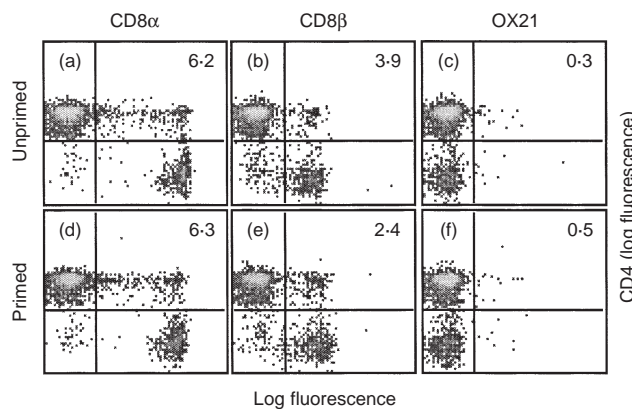 CD8α CD8β OX21
Unprimed
(a) 6·2 (b) 3·9 (c) 0·3
Primed
(d) 6·3 (e) 2·4 (f) 0·5
CD4 (log fluorescence)
Log fluorescence